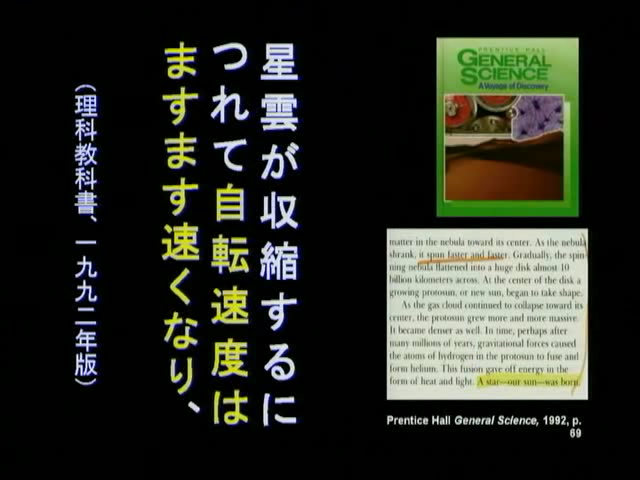 星雲が収縮するに
つれて自転速度は
ますます速くなり、
（理科教科書、一九九二年版）
PRENTICE HALL
GENERAL
SCIENCE
A Voyage of Discovery
matter in the nebula toward its center. As the nebula
shrank, it spun faster and faster. Gradually, the spin-
ning nebula flattened into a huge disk almost 10
billion kilometers across. At the center of the disk a
growing protosun, or new sun, began to take shape.
As the gas cloud continued to collapse toward its
center, the protosun grew more and more massive.
It became denser as well. In time, perhaps after
many millions of years, gravitational forces caused
the atoms of hydrogen in the protosun to fuse and
form helium. This fusion gave off energy in the
form of heat and light. A star—our sun—was born.
Prentice Hall General Science, 1992, p.
69